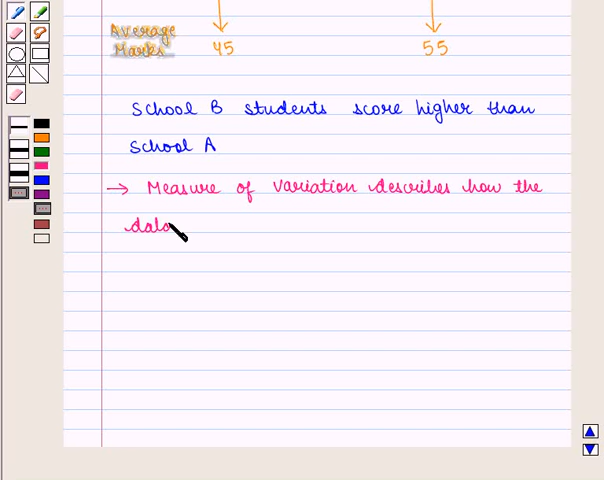 Average
Marks
45 55
School B students score higher than
School A
→ Measure of variation describes how the
data